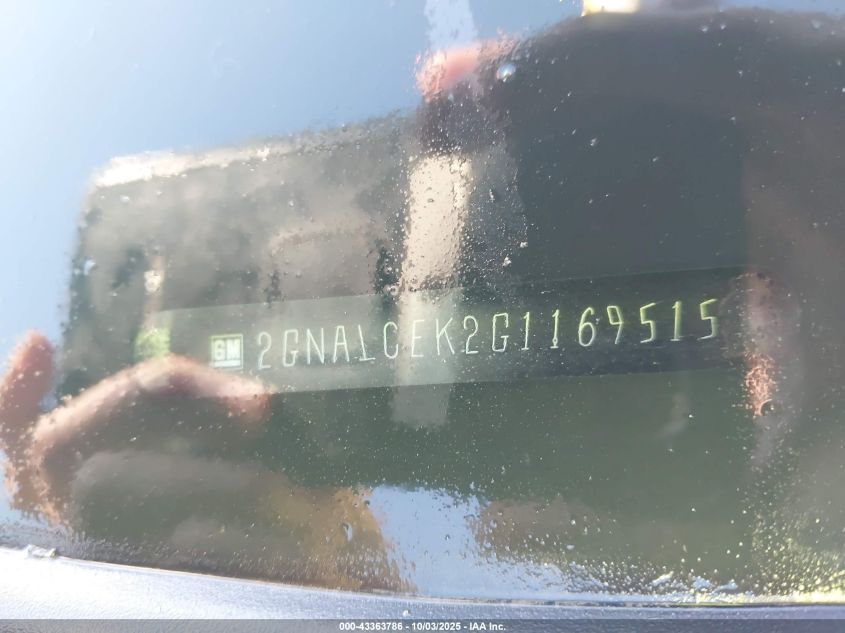 GM 2GNALCEK2G1169515
000-43363786 - 10/03/2025 - IAA Inc.